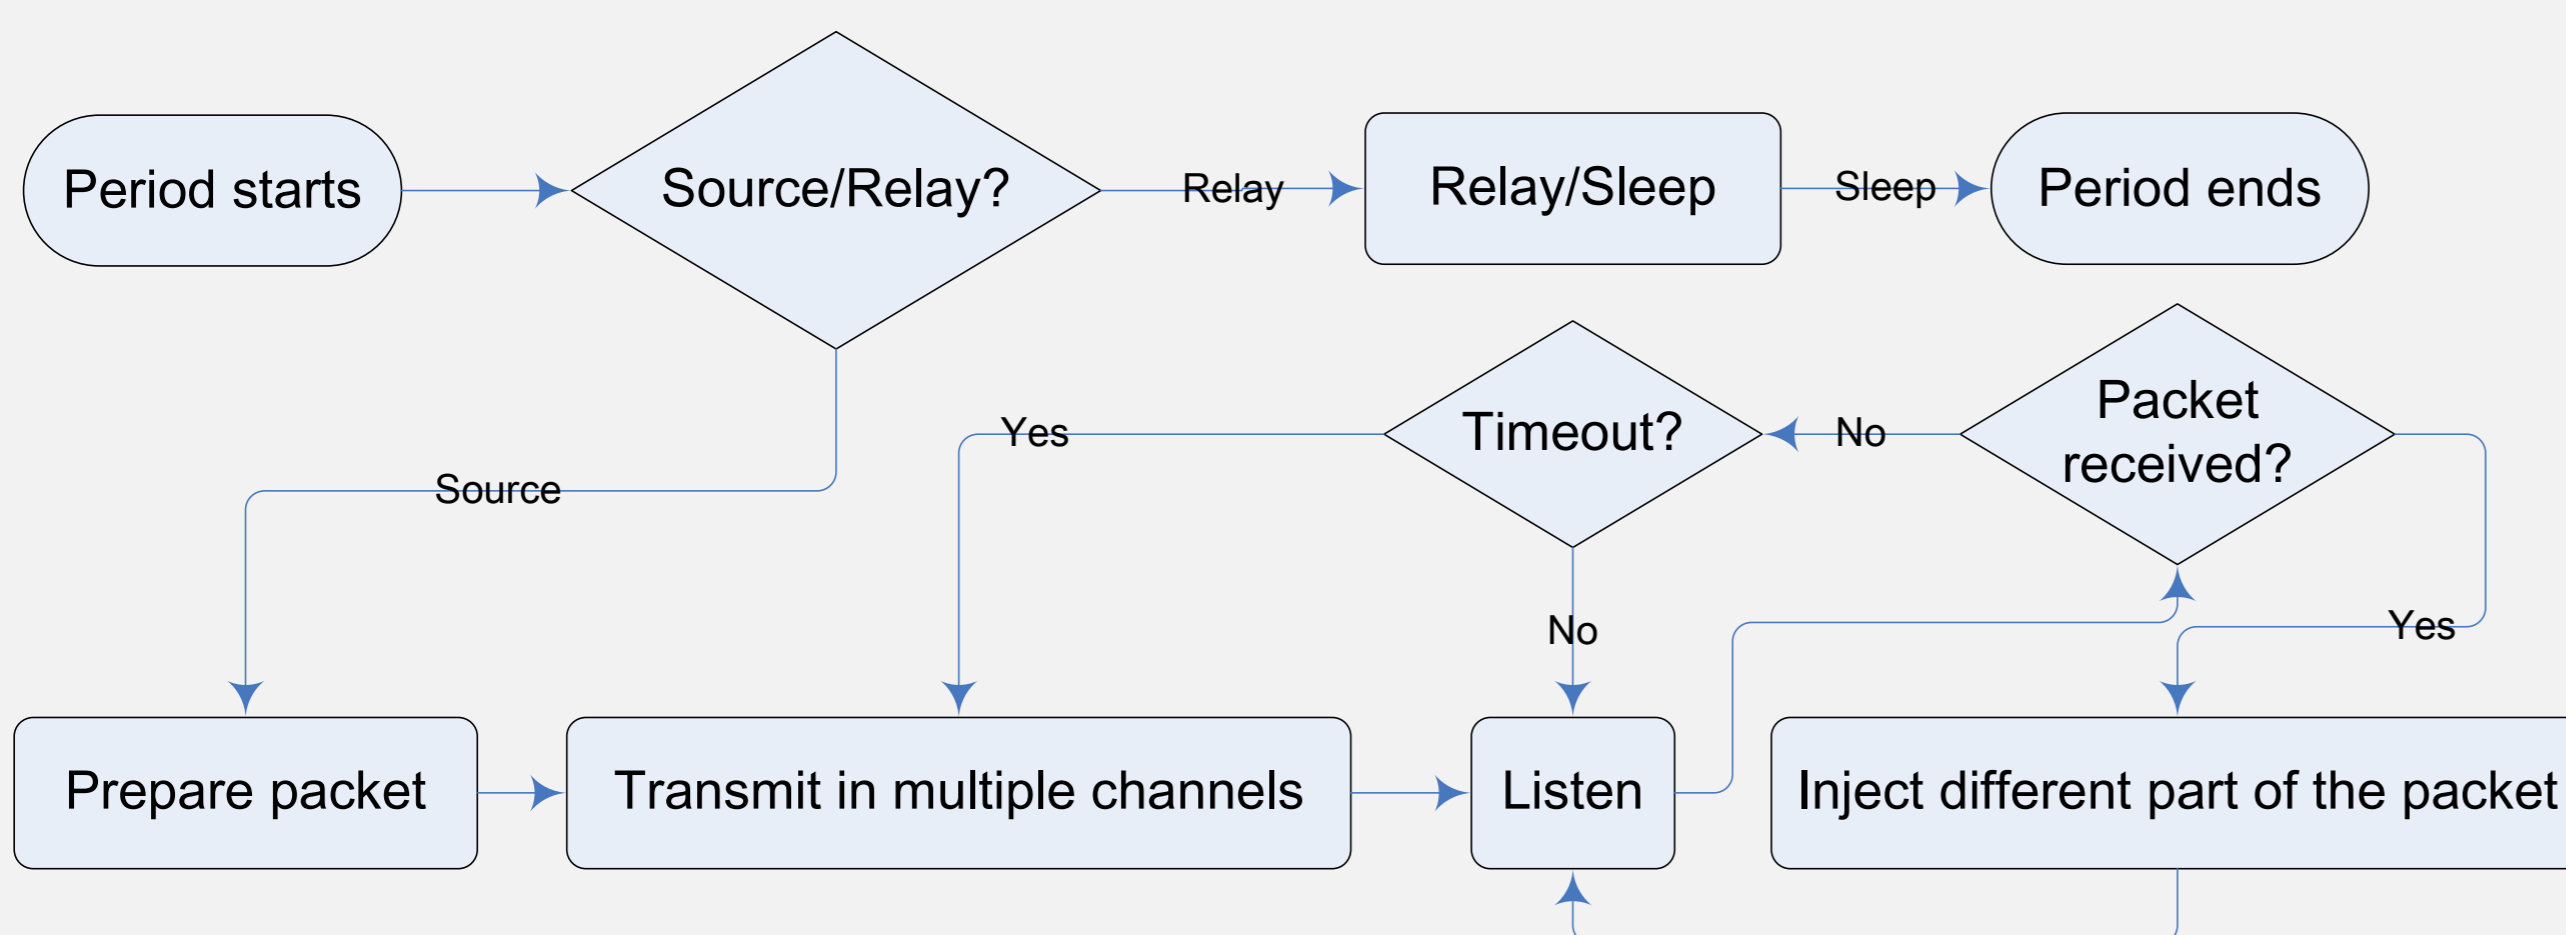 Period starts
Source/Relay?
Relay
Relay/Sleep
Sleep
Period ends
Packet
received?
No
Timeout?
Yes
Source
No
Yes
Prepare packet
Transmit in multiple channels
Listen
Inject different part of the packet